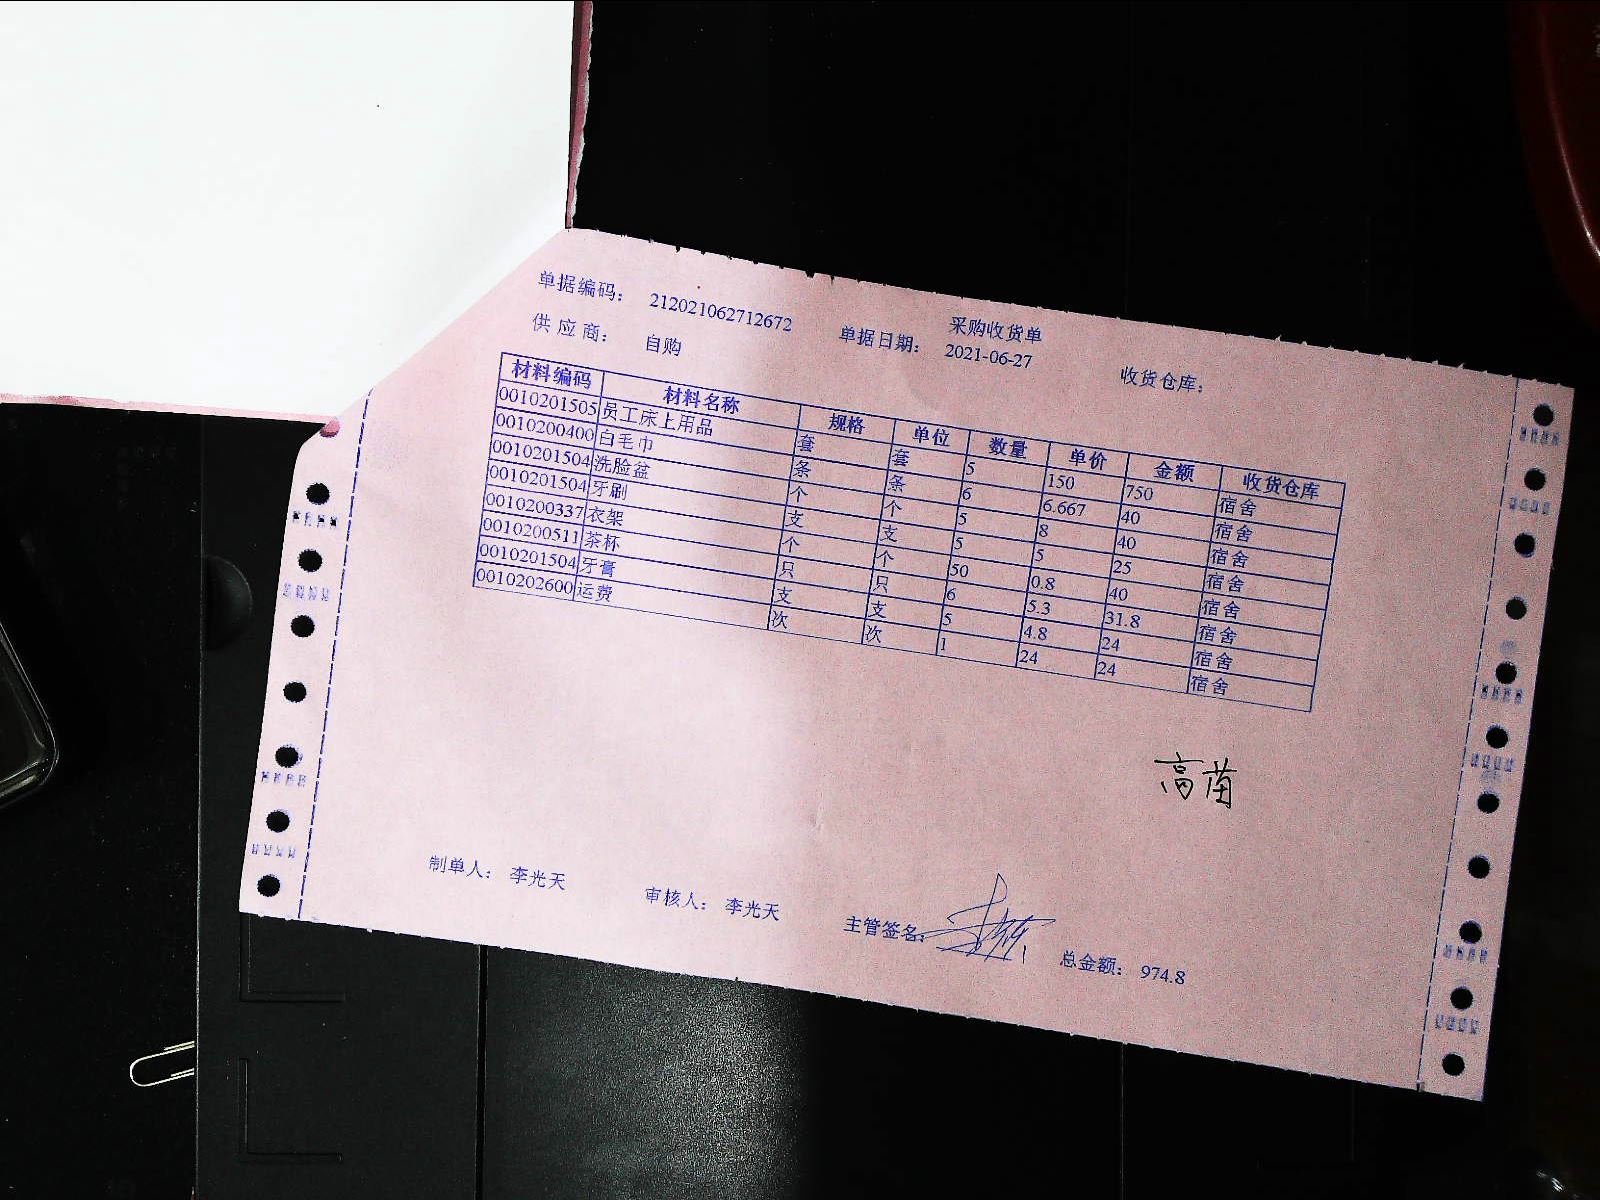 采购收货单
单据编码： 212021062712672 单据日期： 2021-06-27 收货仓库：
供 应 商： 自购
材料编码 材料名称 规格 单位 数量 单价 金额 收货仓库
0010201505 员工床上用品 套 套 5 150 750 宿舍
0010200400 白毛巾 条 条 6 6.667 40 宿舍
0010201504 洗脸盆 个 个 5 8 40 宿舍
0010201504 牙刷 支 支 5 5 25 宿舍
0010200337 衣架 个 个 50 0.8 40 宿舍
0010200511 茶杯 只 只 6 5.3 31.8 宿舍
0010201504 牙膏 支 支 5 4.8 24 宿舍
0010202600 运费 次 次 1 24 24 宿舍
高苗
制单人： 李光天 审核人： 李光天 主管签名： 总金额： 974.8